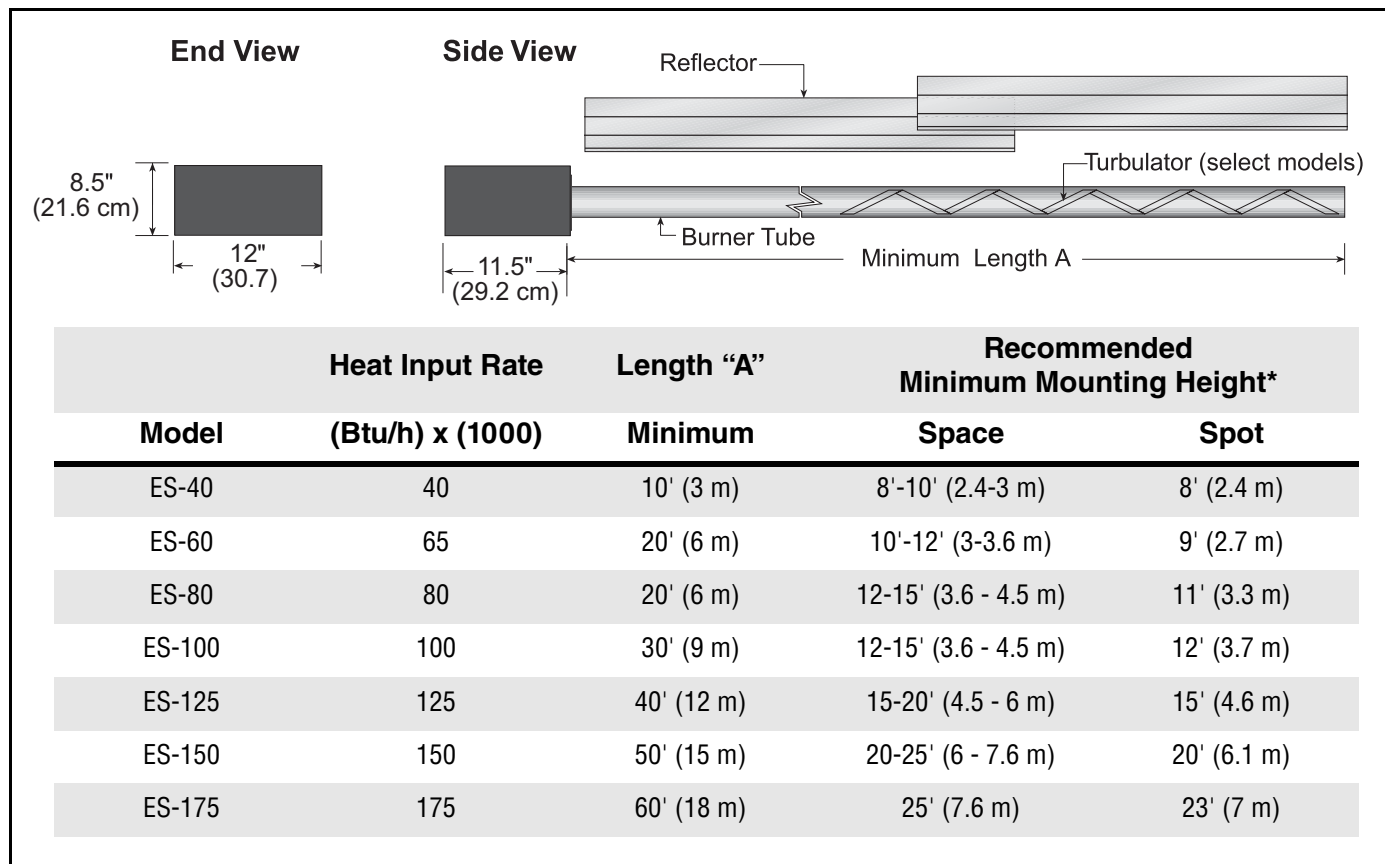 End View
Side View
Reflector
Turbulator (select models)
8.5"
(21.6 cm)
12"
(30.7)
11.5"
(29.2 cm)
Burner Tube
Minimum Length A
Heat Input Rate Length “A” Recommended
Minimum Mounting Height*
Model (Btu/h) x (1000) Minimum Space Spot
ES-40 40 10' (3 m) 8'-10' (2.4-3 m) 8' (2.4 m)
ES-60 65 20' (6 m) 10'-12' (3-3.6 m) 9' (2.7 m)
ES-80 80 20' (6 m) 12-15' (3.6 - 4.5 m) 11' (3.3 m)
ES-100 100 30' (9 m) 12-15' (3.6 - 4.5 m) 12' (3.7 m)
ES-125 125 40' (12 m) 15-20' (4.5 - 6 m) 15' (4.6 m)
ES-150 150 50' (15 m) 20-25' (6 - 7.6 m) 20' (6.1 m)
ES-175 175 60' (18 m) 25' (7.6 m) 23' (7 m)